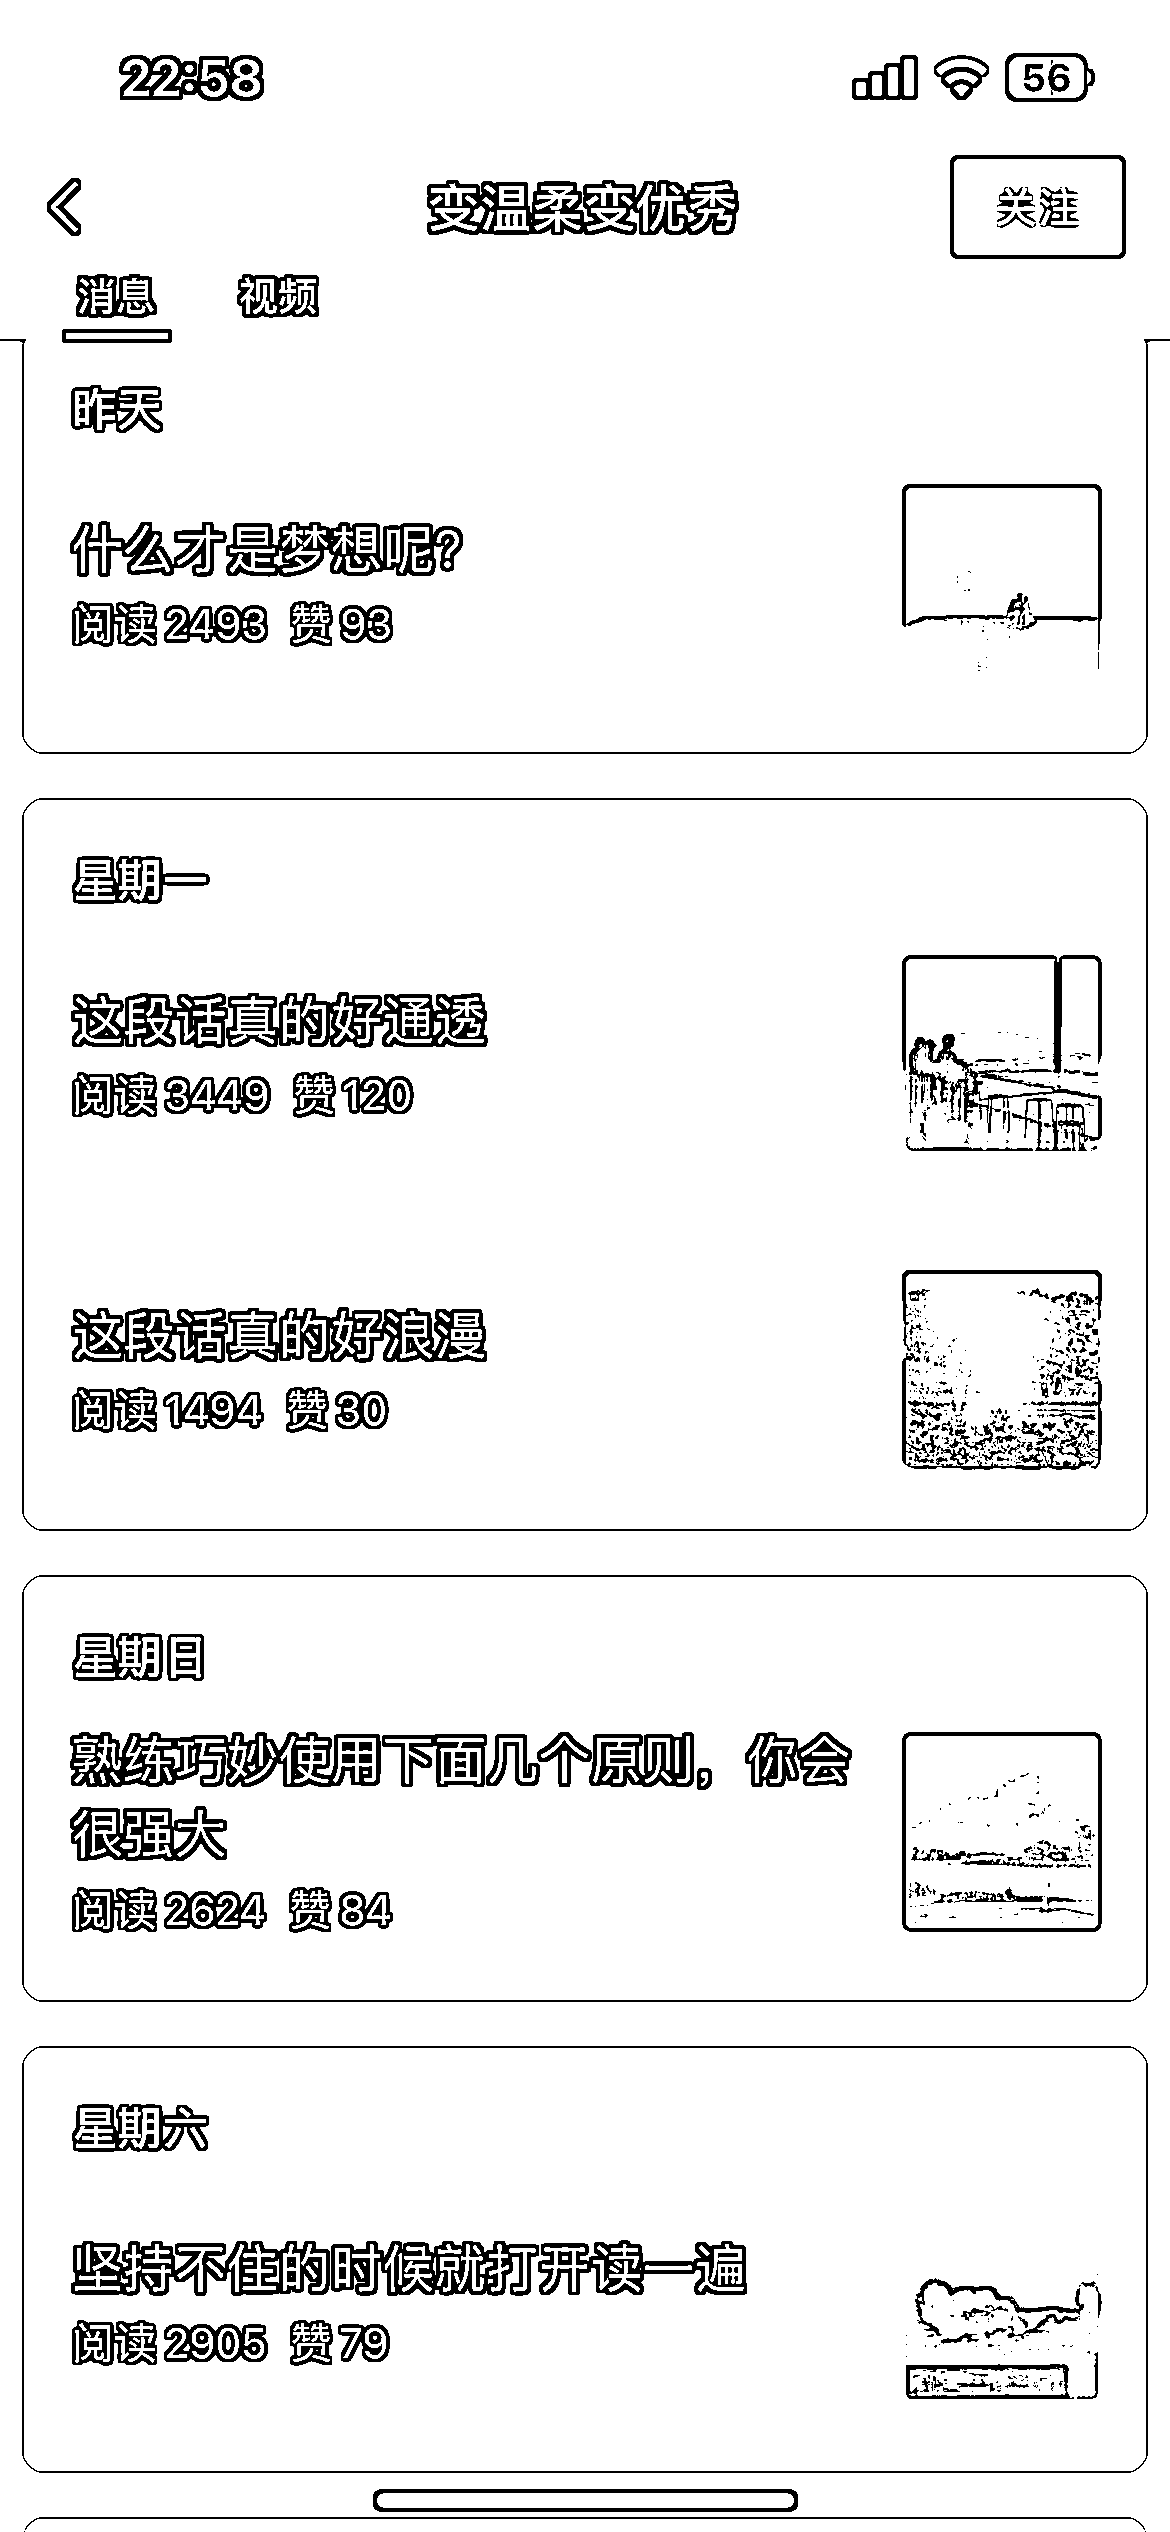 22:58
56
变温柔变优秀
关注
消息 视频
昨天
什么才是梦想呢？
阅读 2493 赞 93
星期一
这段话真的好通透
阅读 3449 赞 120
这段话真的好浪漫
阅读 1494 赞 30
星期日
熟练巧妙使用下面几个原则，你会
很强大
阅读 2624 赞 84
星期六
坚持不住的时候就打开读一遍
阅读 2905 赞 79